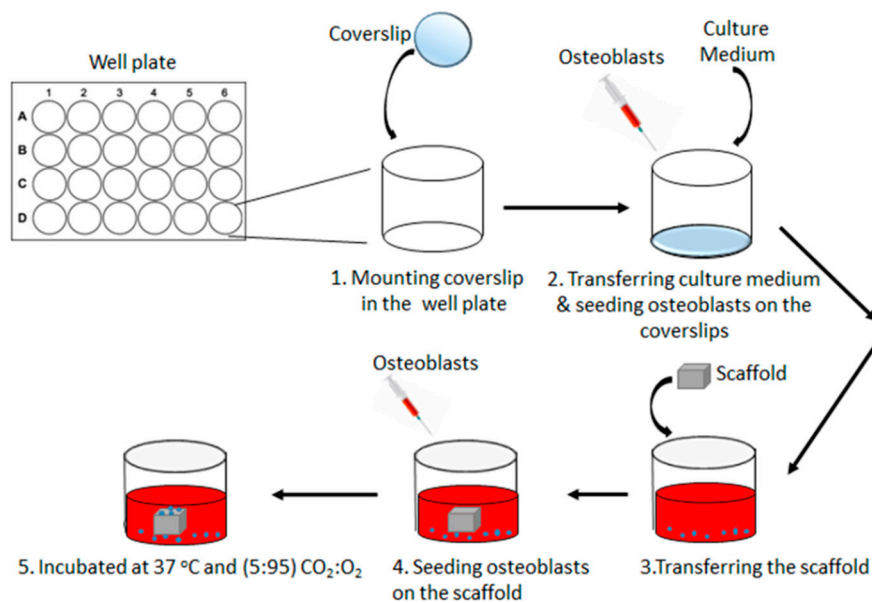 Coverslip
Culture
Medium
Osteoblasts
Well plate
1 2 3 4 5 6
A
B
C
D
1. Mounting coverslip
in the well plate
2. Transferring culture medium
& seeding osteoblasts on the
coverslips
Osteoblasts
Scaffold
5. Incubated at 37 °C and (5:95) CO₂:O₂
4. Seeding osteoblasts
on the scaffold
3.Transferring the scaffold